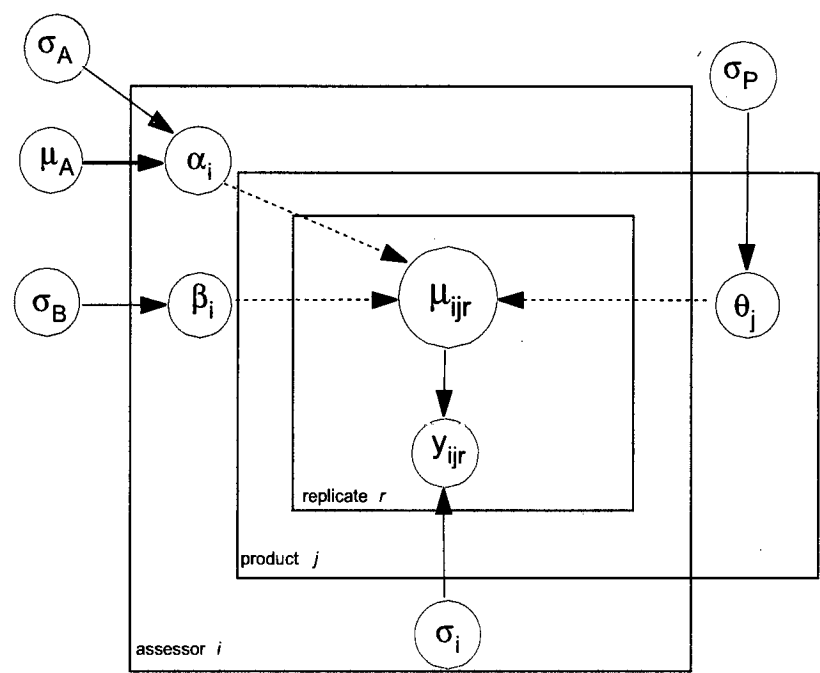 σA
σP
μA
αi
σB
βi
μijr
θj
yijr
replicate r
product j
σi
assessor i